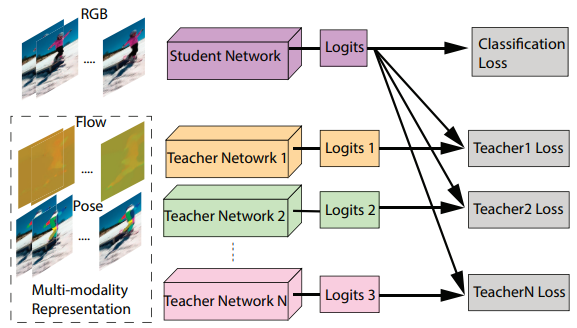 RGB
....
Student Network
Logits
Classification
Loss
Flow
....
Teacher Netowrk 1
Logits 1
Teacher1 Loss
Pose
....
Teacher Network 2
Logits 2
Teacher2 Loss
Multi-modality
Representation
Teacher Network N
Logits 3
TeacherN Loss